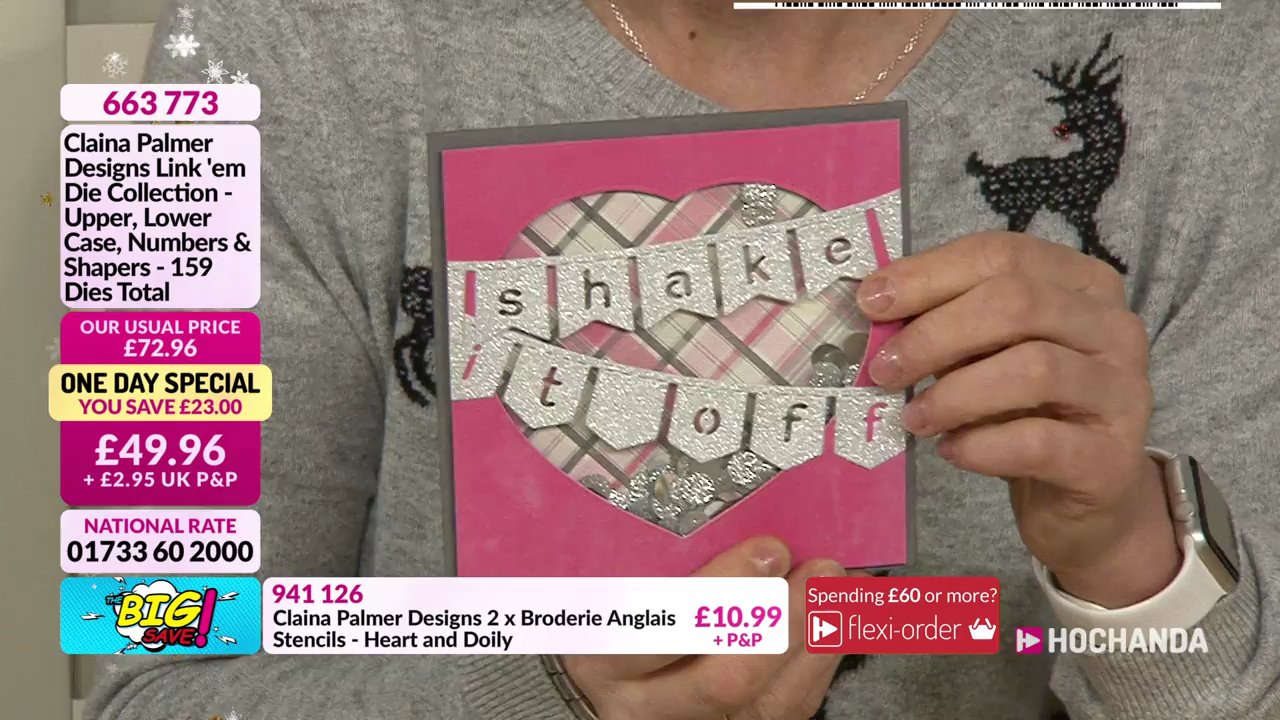 663 773
Claina Palmer
Designs Link 'em
Die Collection -
Upper, Lower
Case, Numbers &
Shapers - 159
Dies Total
OUR USUAL PRICE
£72.96
ONE DAY SPECIAL
YOU SAVE £23.00
£49.96
+ £2.95 UK P&P
NATIONAL RATE
01733 60 2000
shake
it off
THE BIG SAVE!
941 126
Claina Palmer Designs 2 x Broderie Anglais
Stencils - Heart and Doily
£10.99
+ P&P
Spending £60 or more?
flexi-order
HOCHANDA